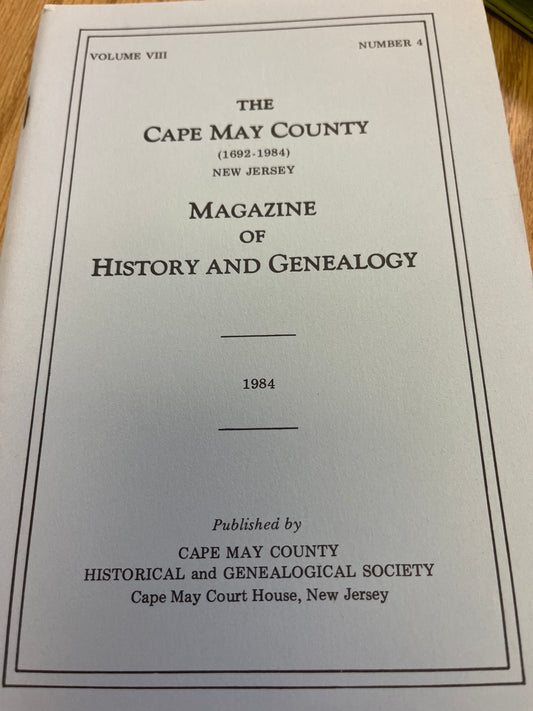 VOLUME VIII NUMBER 4
THE
CAPE MAY COUNTY
(1692-1984)
NEW JERSEY
MAGAZINE
OF
HISTORY AND GENEALOGY
1984
Published by
CAPE MAY COUNTY
HISTORICAL and GENEALOGICAL SOCIETY
Cape May Court House, New Jersey